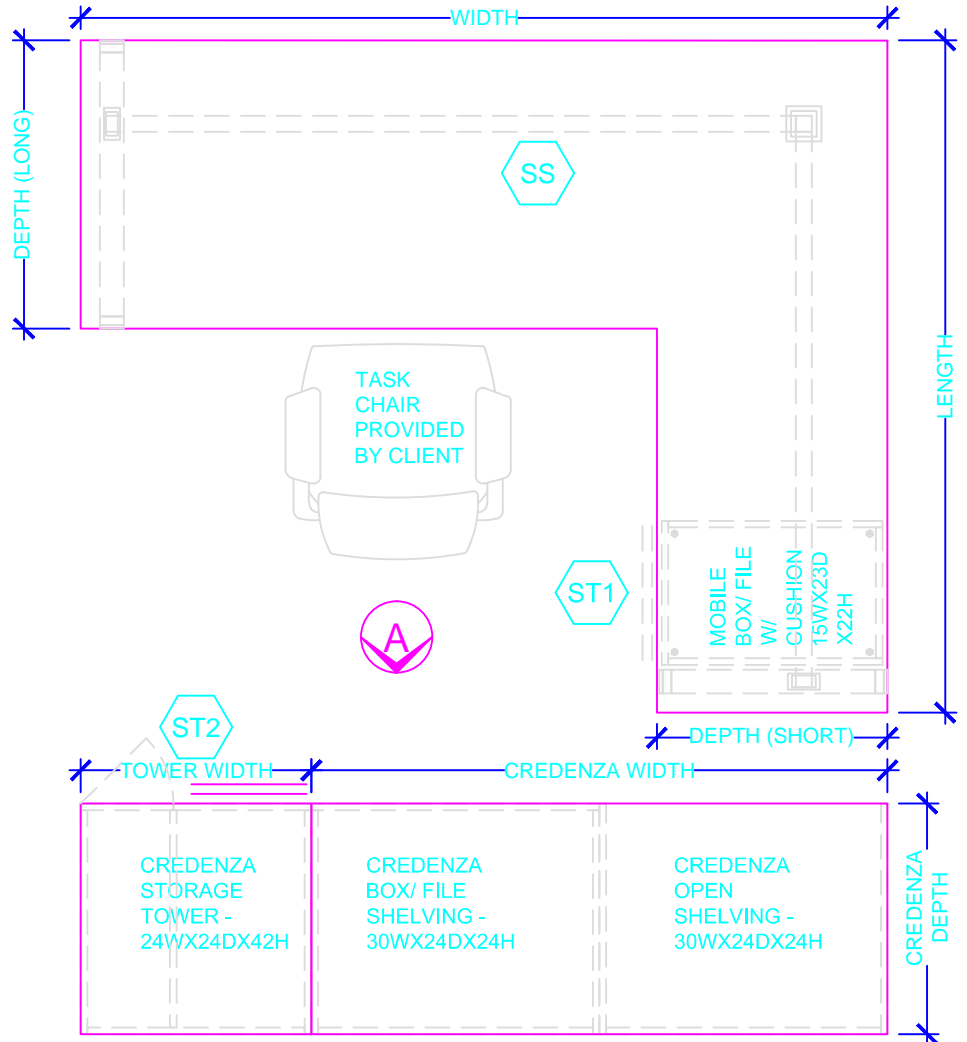 WIDTH
DEPTH (LONG)
SS
LENGTH
TASK
CHAIR
PROVIDED
BY CLIENT
MOBILE
BOX/ FILE
W/
CUSHION
15WX23D
X22H
ST1
A
ST2
DEPTH (SHORT)
TOWER WIDTH
CREDENZA WIDTH
CREDENZA
STORAGE
TOWER -
24WX24DX42H
CREDENZA
BOX/ FILE
SHELVING -
30WX24DX24H
CREDENZA
OPEN
SHELVING -
30WX24DX24H
CREDENZA
DEPTH